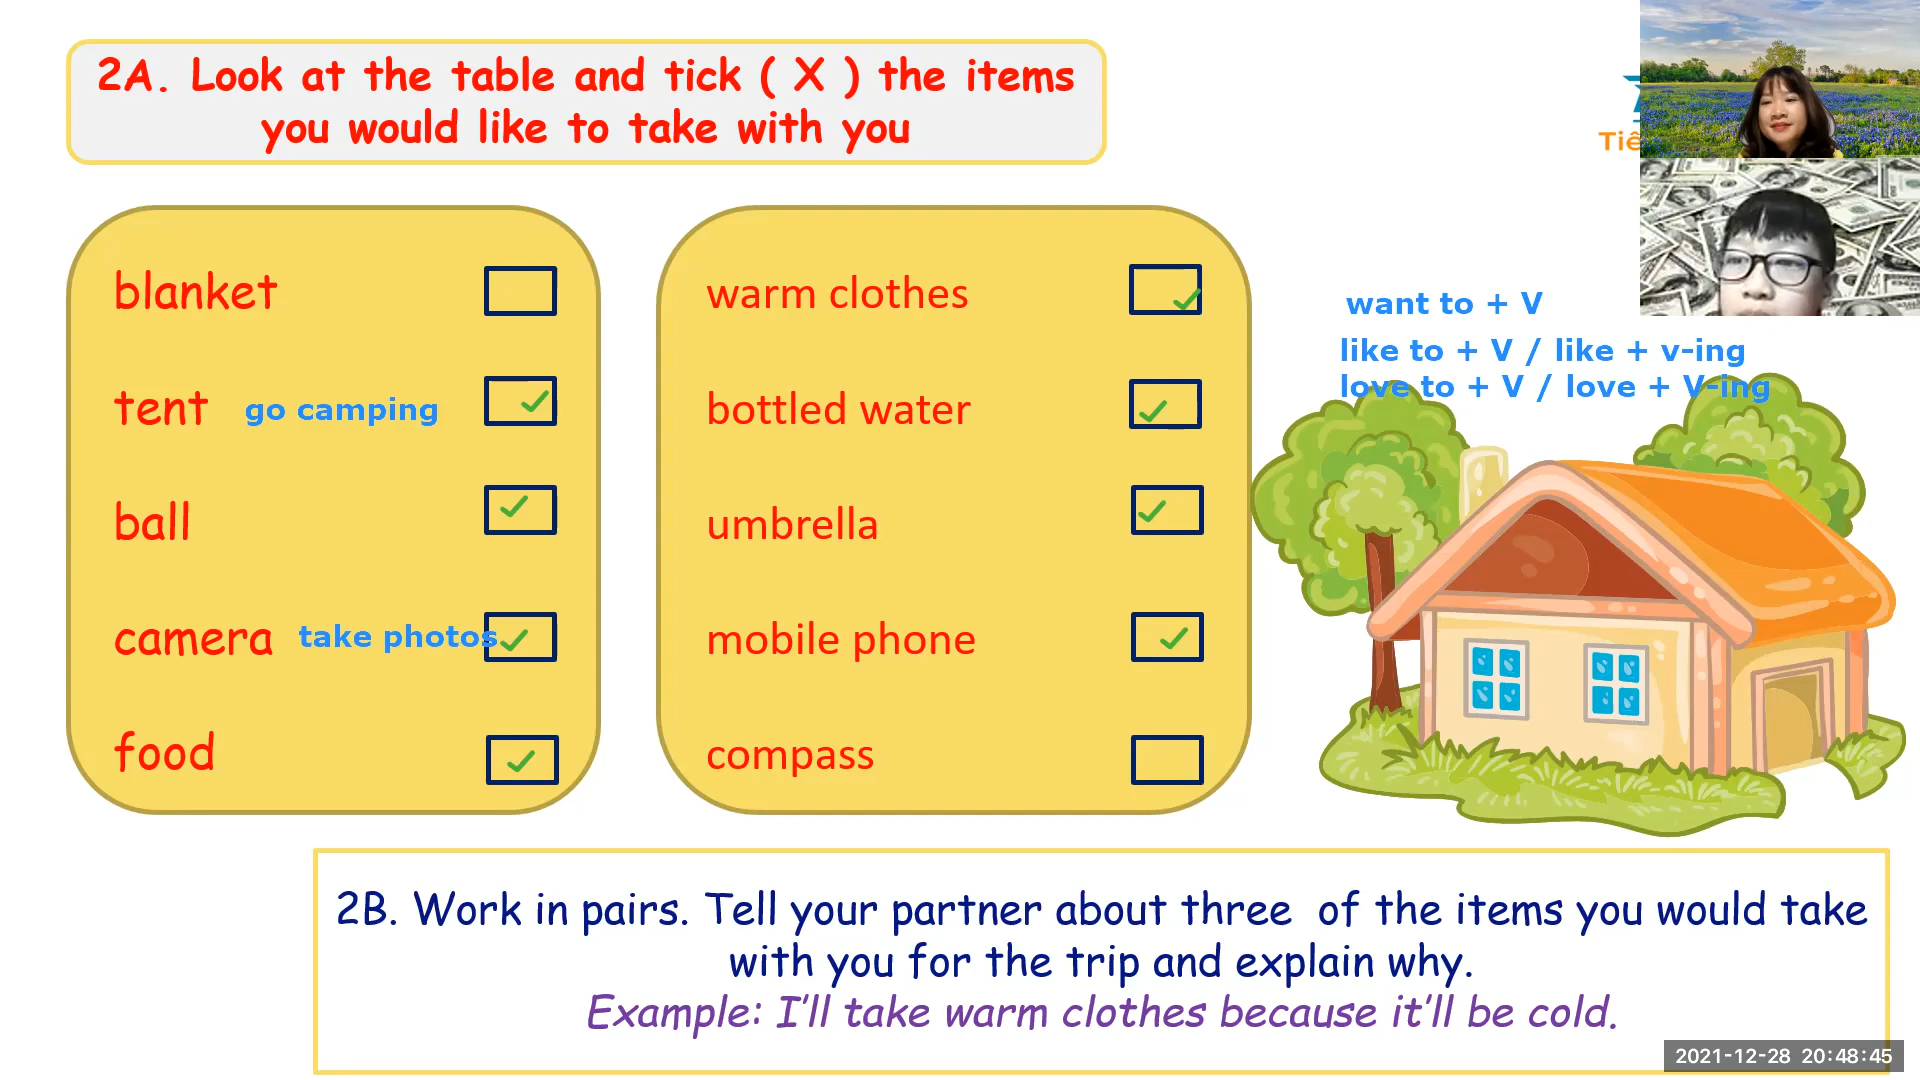 2A. Look at the table and tick ( X ) the items
you would like to take with you
Tiê
blanket
tent go camping
ball
camera take photos
food
warm clothes
bottled water
umbrella
mobile phone
compass
want to + V
like to + V / like + v-ing
love to + V / love + V-ing
2B. Work in pairs. Tell your partner about three of the items you would take
with you for the trip and explain why.
Example: I’ll take warm clothes because it’ll be cold.
2021-12-28 20:48:45